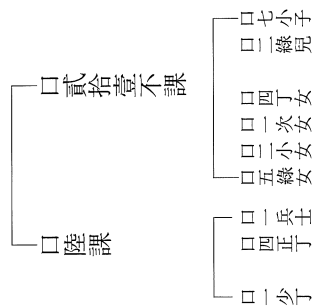 口貳拾壹不課
口七小子
口二綠兒
口四丁女
口一次女
口二小女
口五綠女
口陸課
口一兵士
口四正丁
口一少丁